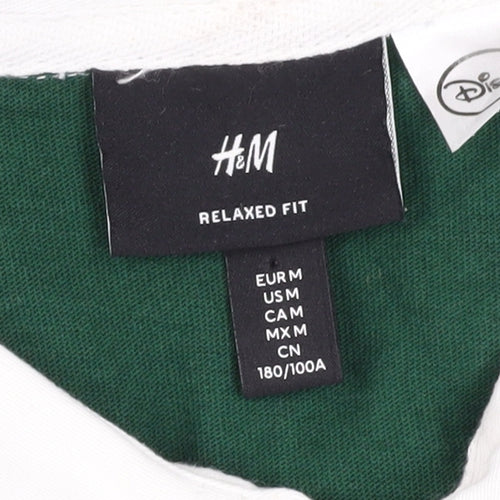 H&M
RELAXED FIT
EUR M
US M
CA M
MX M
CN
180/100A